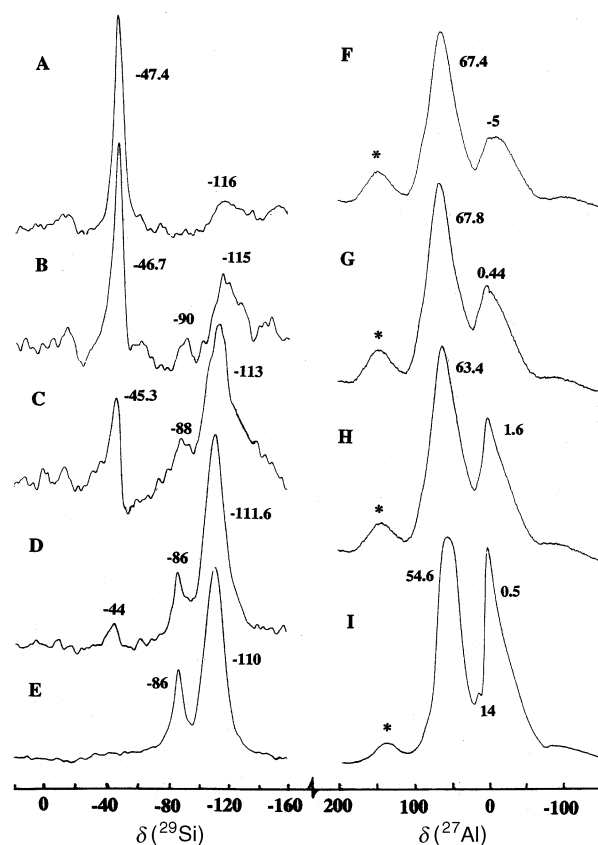 A
-47.4
-116
B
-46.7
-115
-90
C
-45.3
-113
-88
D
-111.6
-86
-44
E
-86
-110
0 -40 -80 -120 -160
δ (²⁹Si)
F
67.4
-5
*
G
67.8
0.44
*
H
63.4
1.6
*
I
54.6
0.5
14
*
200 100 0 -100
δ (²⁷Al)